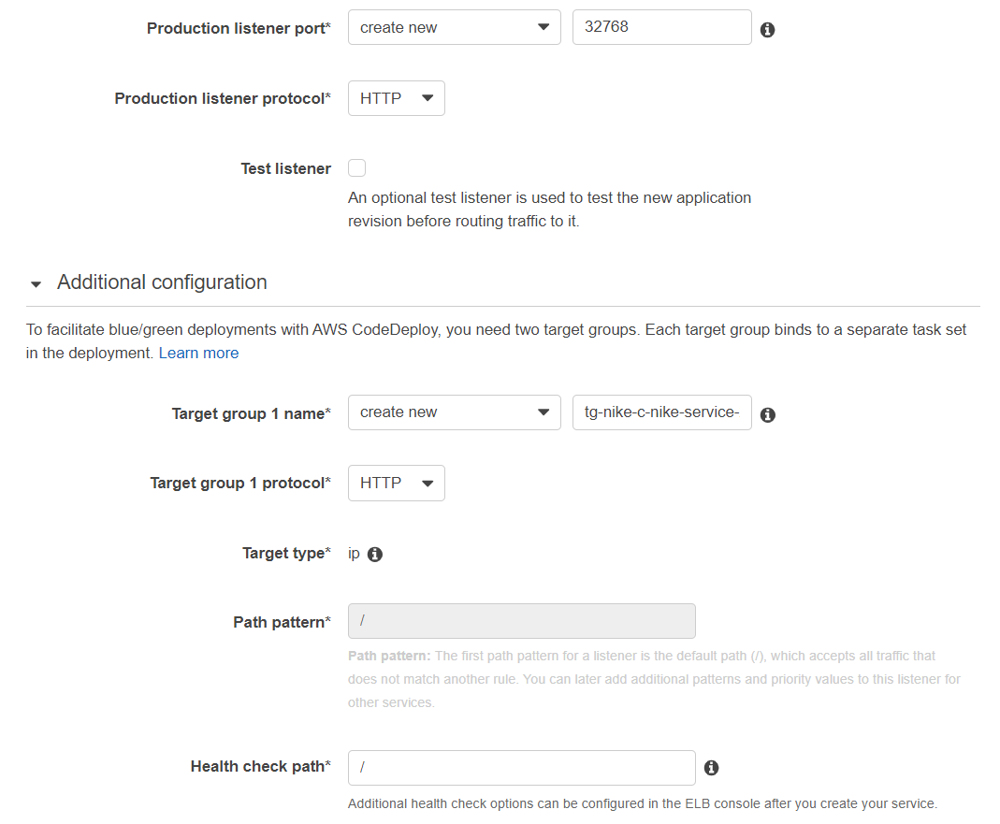 Production listener port* create new 32768
Production listener protocol* HTTP
Test listener
An optional test listener is used to test the new application
revision before routing traffic to it.
Additional configuration
To facilitate blue/green deployments with AWS CodeDeploy, you need two target groups. Each target group binds to a separate task set
in the deployment. Learn more
Target group 1 name* create new tg-nike-c-nike-service-
Target group 1 protocol* HTTP
Target type* ip
Path pattern* /
Path pattern: The first path pattern for a listener is the default path (/), which accepts all traffic that
does not match another rule. You can later add additional patterns and priority values to this listener for
other services.
Health check path* /
Additional health check options can be configured in the ELB console after you create your service.